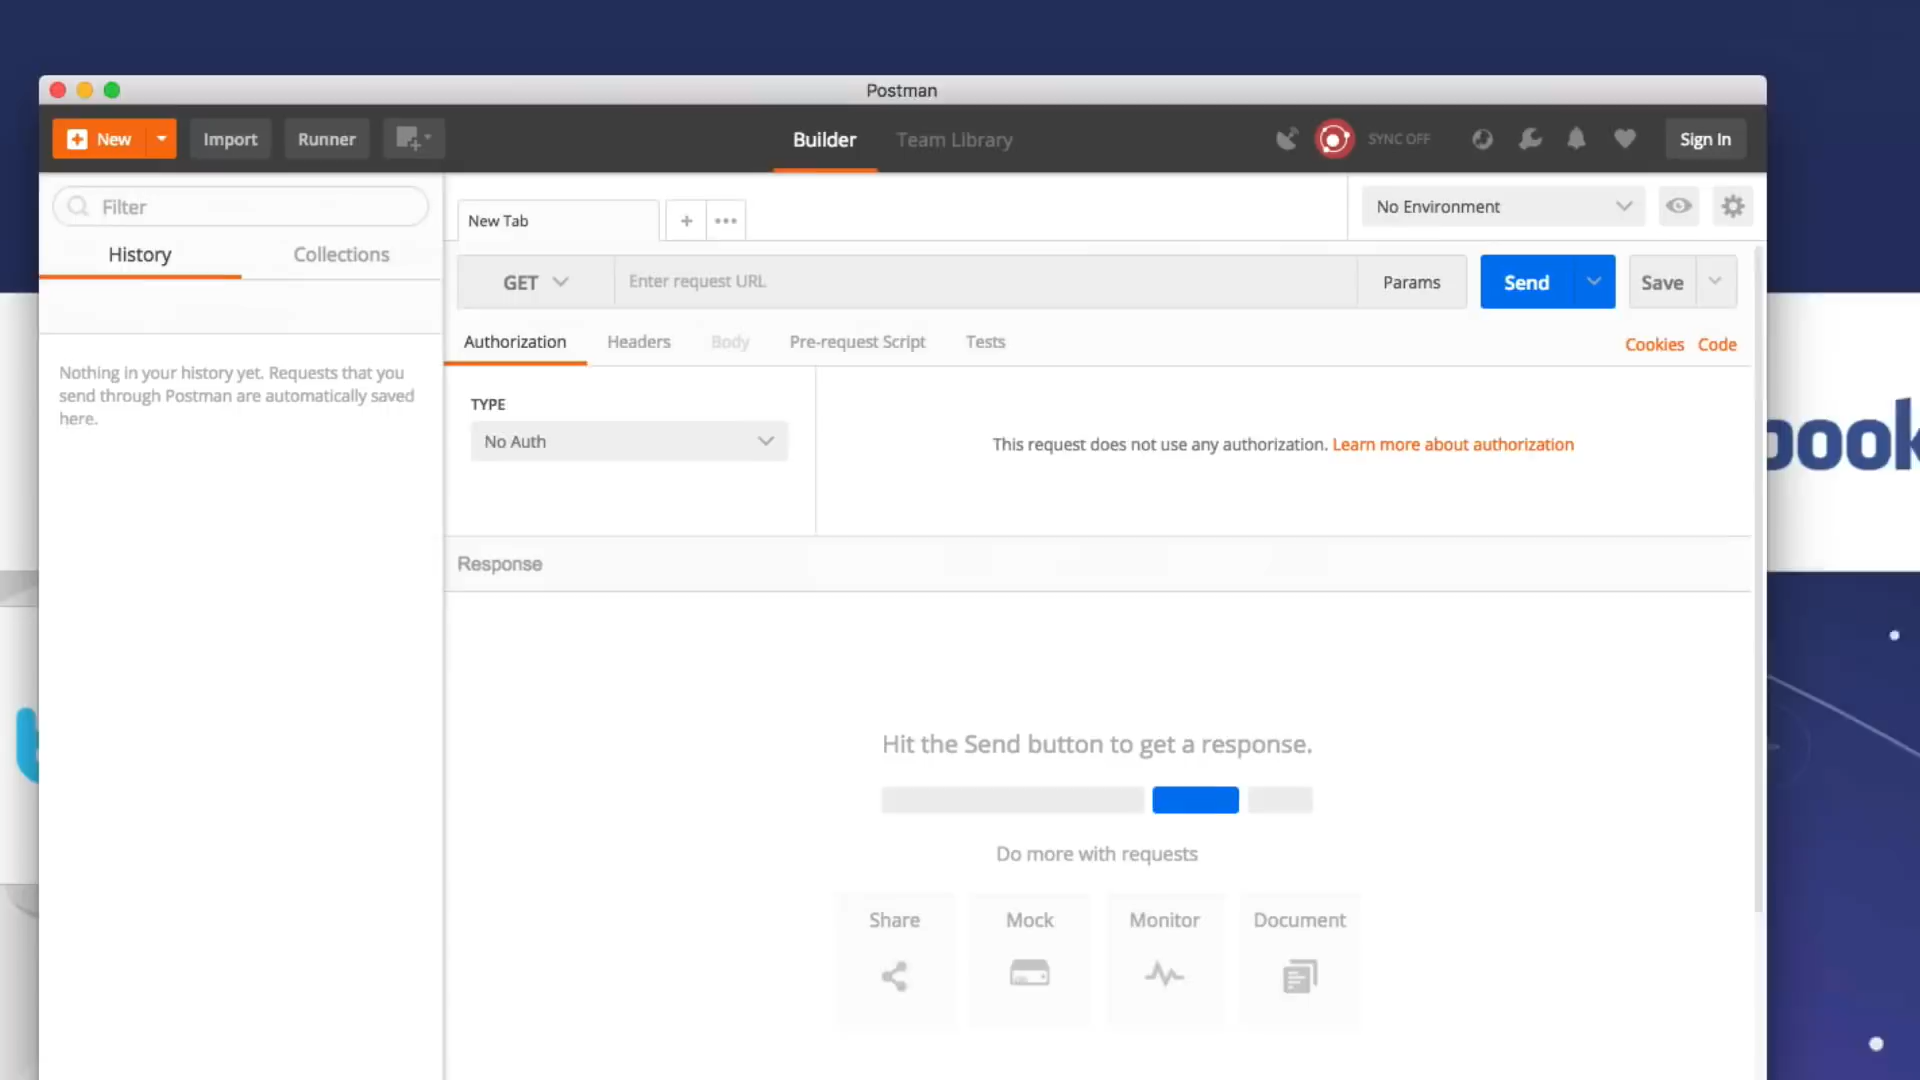 Postman
New
Import
Runner
Builder
Team Library
SYNC OFF
Sign In
Filter
History
Collections
Nothing in your history yet. Requests that you
send through Postman are automatically saved
here.
New Tab
No Environment
GET
Enter request URL
Params
Send
Save
Authorization
Headers
Body
Pre-request Script
Tests
Cookies
Code
TYPE
No Auth
This request does not use any authorization. Learn more about authorization
Response
Hit the Send button to get a response.
Do more with requests
Share
Mock
Monitor
Document
book